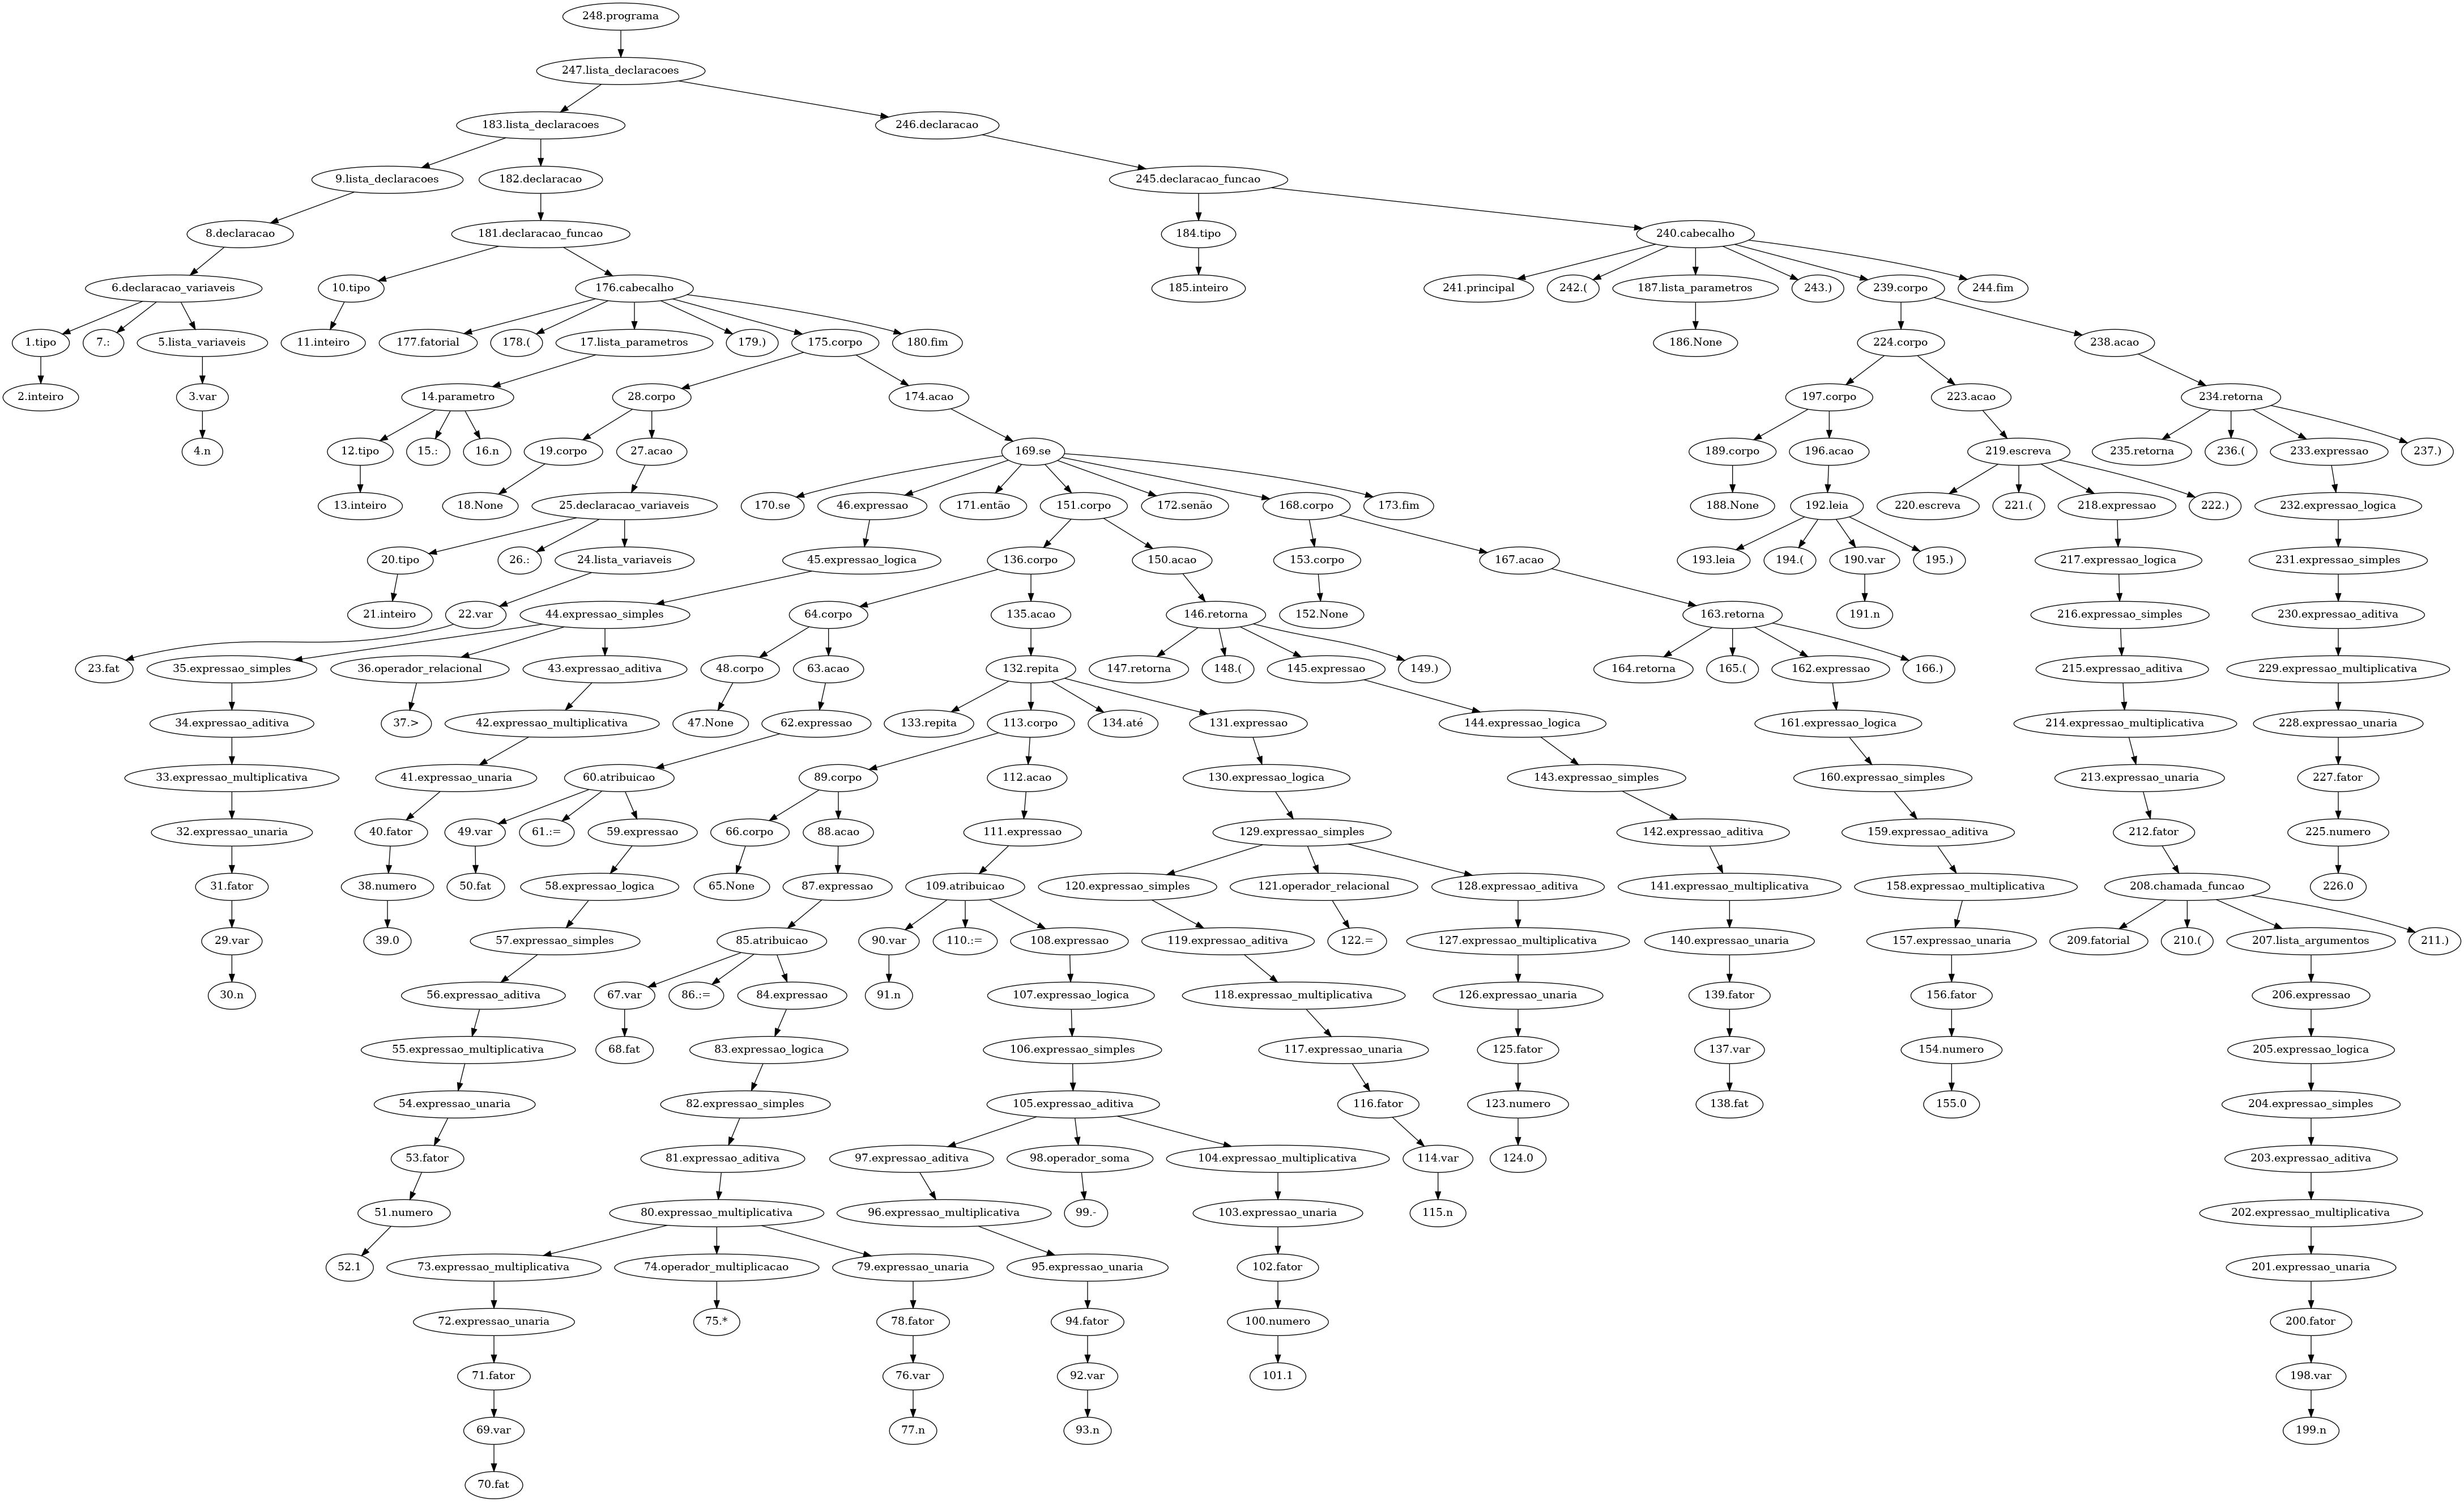 248.programa
247.lista_declaracoes
183.lista_declaracoes 246.declaracao
9.lista_declaracoes 182.declaracao 245.declaracao_funcao
8.declaracao 181.declaracao_funcao 184.tipo 240.cabecalho
6.declaracao_variaveis 10.tipo 176.cabecalho 185.inteiro 241.principal 242.( 187.lista_parametros 243.) 239.corpo 244.fim
1.tipo 7.: 5.lista_variaveis 11.inteiro 177.fatorial 178.( 17.lista_parametros 179.) 175.corpo 180.fim 186.None 224.corpo 238.acao
2.inteiro 3.var 14.parametro 28.corpo 174.acao 197.corpo 223.acao 234.retorna
4.n 12.tipo 15.: 16.n 19.corpo 27.acao 169.se 189.corpo 196.acao 219.escreva 235.retorna 236.( 233.expressao 237.)
13.inteiro 18.None 25.declaracao_variaveis 170.se 46.expressao 171.então 151.corpo 172.senão 168.corpo 173.fim 188.None 192.leia 220.escreva 221.( 218.expressao 222.) 232.expressao_logica
20.tipo 26.: 24.lista_variaveis 45.expressao_logica 136.corpo 150.acao 153.corpo 167.acao 193.leia 194.( 190.var 195.) 217.expressao_logica 231.expressao_simples
21.inteiro 22.var 44.expressao_simples 64.corpo 135.acao 146.retorna 152.None 163.retorna 191.n 216.expressao_simples 230.expressao_aditiva
23.fat 35.expressao_simples 36.operador_relacional 43.expressao_aditiva 48.corpo 63.acao 132.repita 147.retorna 148.( 145.expressao 149.) 164.retorna 165.( 162.expressao 166.) 215.expressao_aditiva 229.expressao_multiplicativa
34.expressao_aditiva 37.> 42.expressao_multiplicativa 47.None 62.expressao 133.repita 113.corpo 134.até 131.expressao 144.expressao_logica 161.expressao_logica 214.expressao_multiplicativa 228.expressao_unaria
33.expressao_multiplicativa 41.expressao_unaria 60.atribuicao 89.corpo 112.acao 130.expressao_logica 143.expressao_simples 160.expressao_simples 213.expressao_unaria 227.fator
32.expressao_unaria 40.fator 49.var 61.:= 59.expressao 66.corpo 88.acao 111.expressao 129.expressao_simples 142.expressao_aditiva 159.expressao_aditiva 212.fator 225.numero
31.fator 38.numero 50.fat 58.expressao_logica 65.None 87.expressao 109.atribuicao 120.expressao_simples 121.operador_relacional 128.expressao_aditiva 141.expressao_multiplicativa 158.expressao_multiplicativa 208.chamada_funcao 226.0
29.var 39.0 57.expressao_simples 85.atribuicao 90.var 110.:= 108.expressao 119.expressao_aditiva 122.= 127.expressao_multiplicativa 140.expressao_unaria 157.expressao_unaria 209.fatorial 210.( 207.lista_argumentos 211.)
30.n 56.expressao_aditiva 67.var 86.:= 84.expressao 91.n 107.expressao_logica 118.expressao_multiplicativa 126.expressao_unaria 139.fator 156.fator 206.expressao
55.expressao_multiplicativa 68.fat 83.expressao_logica 106.expressao_simples 117.expressao_unaria 125.fator 137.var 154.numero 205.expressao_logica
54.expressao_unaria 82.expressao_simples 105.expressao_aditiva 116.fator 123.numero 138.fat 155.0 204.expressao_simples
53.fator 81.expressao_aditiva 97.expressao_aditiva 98.operador_soma 104.expressao_multiplicativa 114.var 124.0 203.expressao_aditiva
51.numero 80.expressao_multiplicativa 96.expressao_multiplicativa 99.- 103.expressao_unaria 115.n 202.expressao_multiplicativa
52.1 73.expressao_multiplicativa 74.operador_multiplicacao 79.expressao_unaria 95.expressao_unaria 102.fator 201.expressao_unaria
72.expressao_unaria 75.* 78.fator 94.fator 100.numero 200.fator
71.fator 76.var 92.var 101.1 198.var
69.var 77.n 93.n 199.n
70.fat